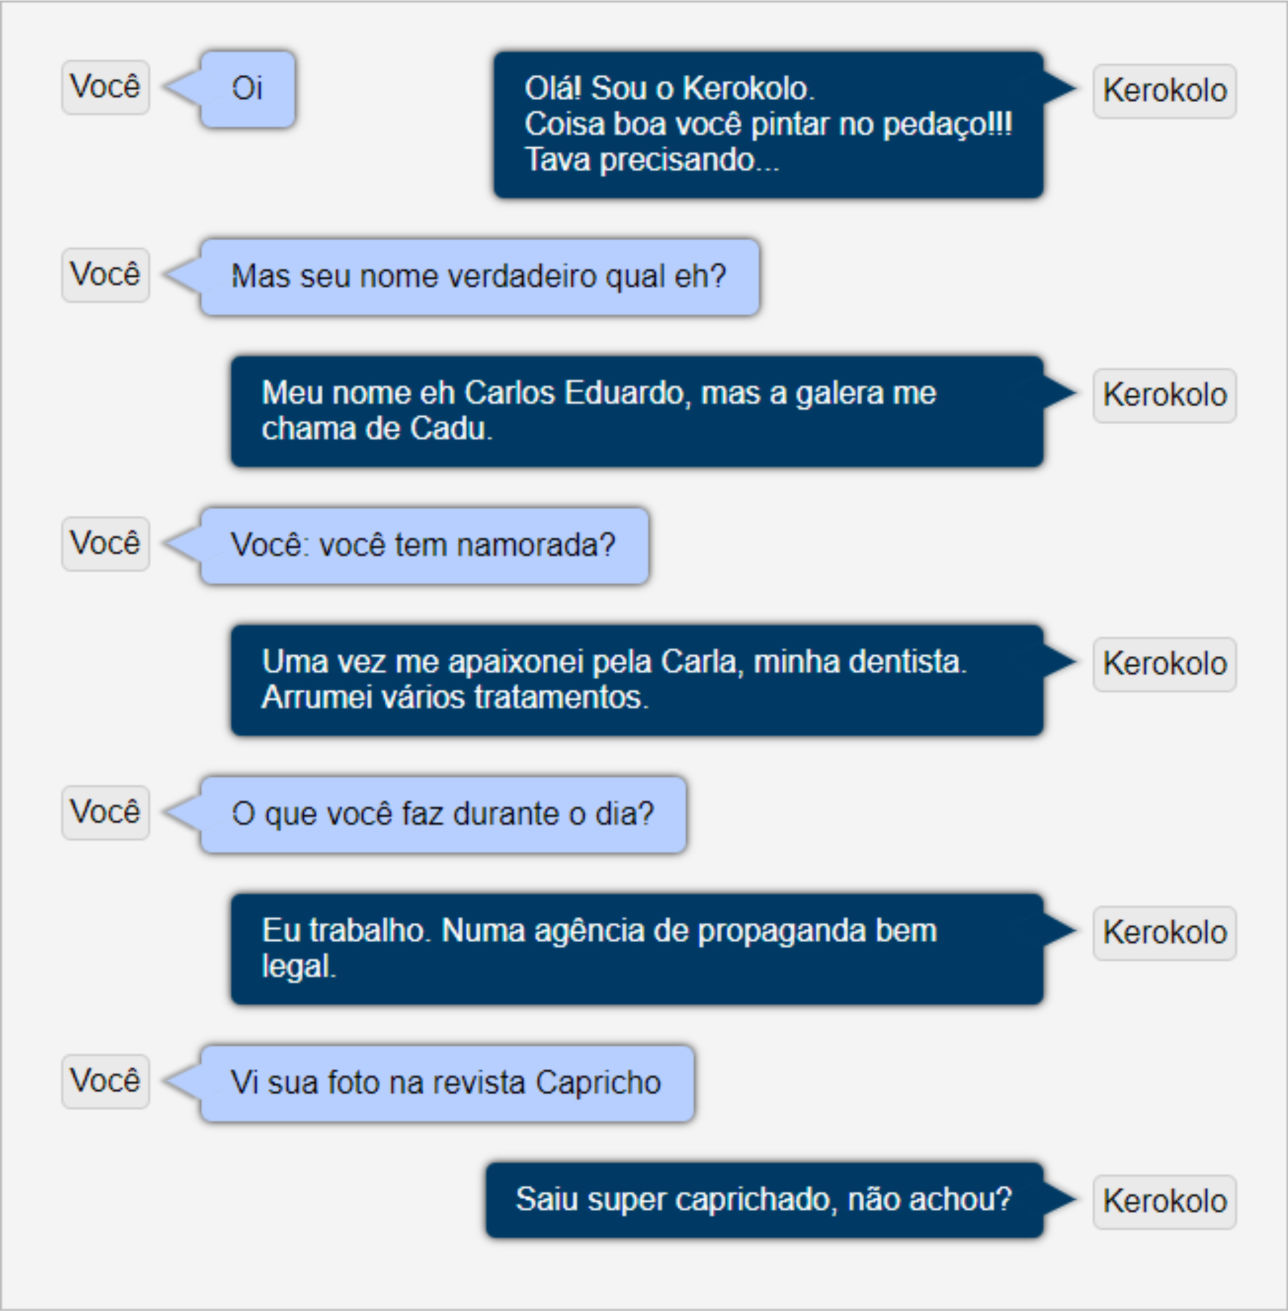 Você
Oi
Olá! Sou o Kerokolo.
Coisa boa você pintar no pedaço!!!
Tava precisando...
Kerokolo
Você
Mas seu nome verdadeiro qual eh?
Meu nome eh Carlos Eduardo, mas a galera me
chama de Cadu.
Kerokolo
Você
Você: você tem namorada?
Uma vez me apaixonei pela Carla, minha dentista.
Arrumei vários tratamentos.
Kerokolo
Você
O que você faz durante o dia?
Eu trabalho. Numa agência de propaganda bem
legal.
Kerokolo
Você
Vi sua foto na revista Capricho
Saiu super caprichado, não achou?
Kerokolo